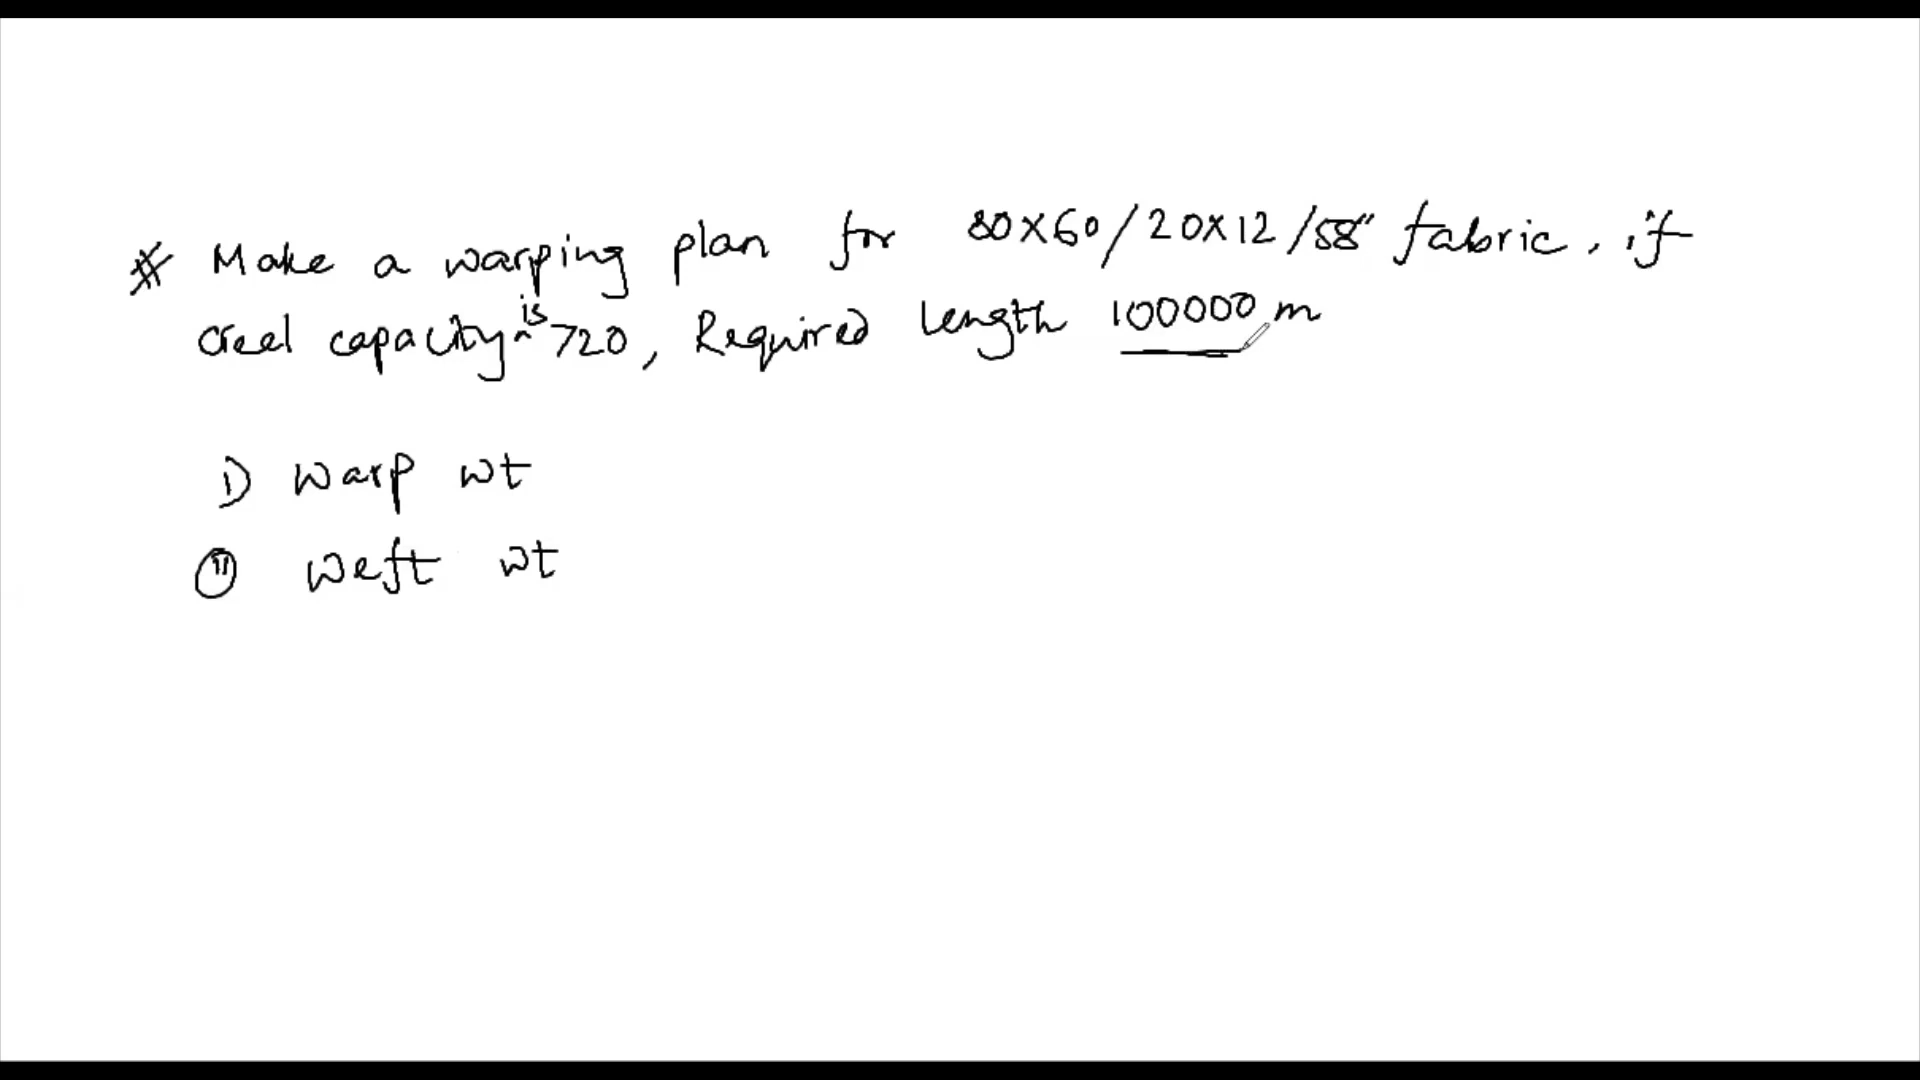 * Make a warping plan for 80X60/20X12/58" fabric, if
creel capacity is 720, Required Length 100000 m
I) Warp wt
II Weft wt